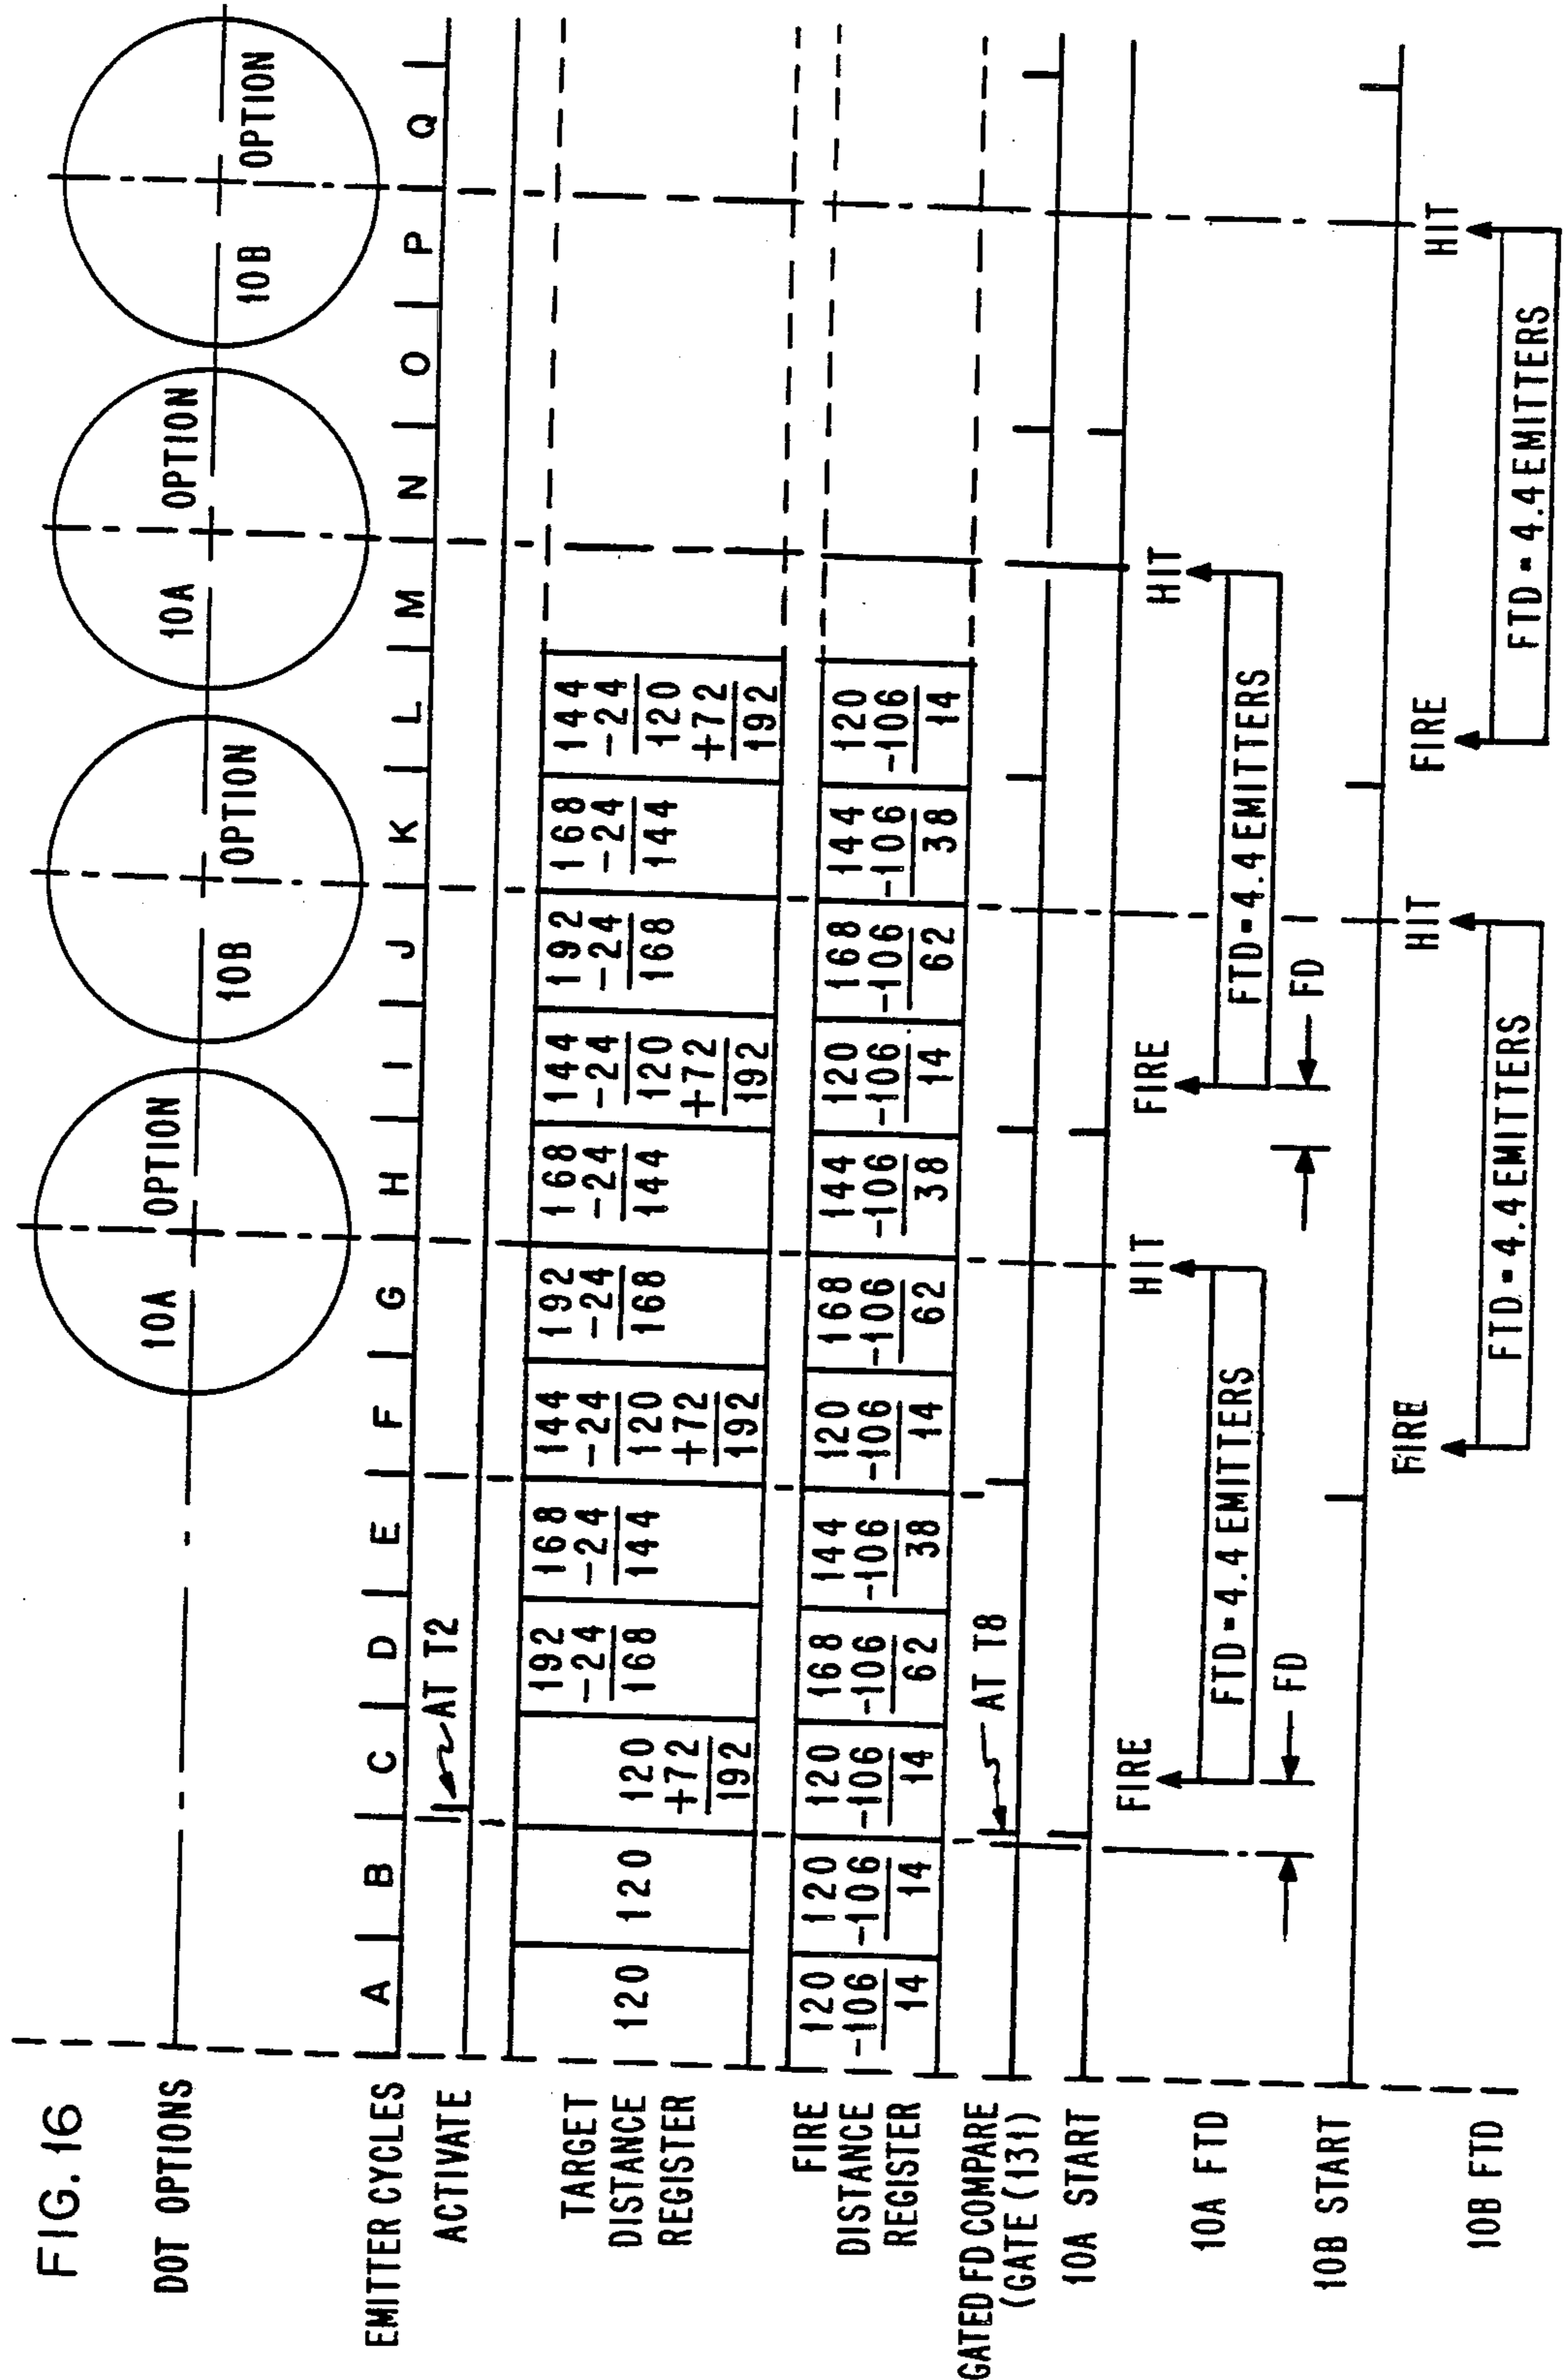 FIG. 16
DOT OPTIONS
10A OPTION
10B OPTION
10A OPTION
10B OPTION
EMITTER CYCLES
A B C D E F G H I J K L M N O P Q
ACTIVATE
AT T2
TARGET
DISTANCE
REGISTER
120
120
120
+72
192
192
-24
168
168
-24
144
144
-24
120
+72
192
192
-24
168
168
-24
144
144
-24
120
+72
192
192
-24
168
168
-24
144
144
-24
120
+72
192
FIRE
DISTANCE
REGISTER
120
-106
14
120
-106
14
120
-106
14
168
-106
62
144
-106
38
120
-106
14
168
-106
62
144
-106
38
120
-106
14
168
-106
62
144
-106
38
120
-106
14
GATED FD COMPARE
(GATE (131)
AT T8
10A START
10A FTD
FIRE
HIT
FTD=4.4 EMITTERS
FD
FIRE
HIT
FTD=4.4 EMITTERS
FD
10B START
10B FTD
FIRE
HIT
FTD=4.4 EMITTERS
FIRE
HIT
FTD=4.4 EMITTERS